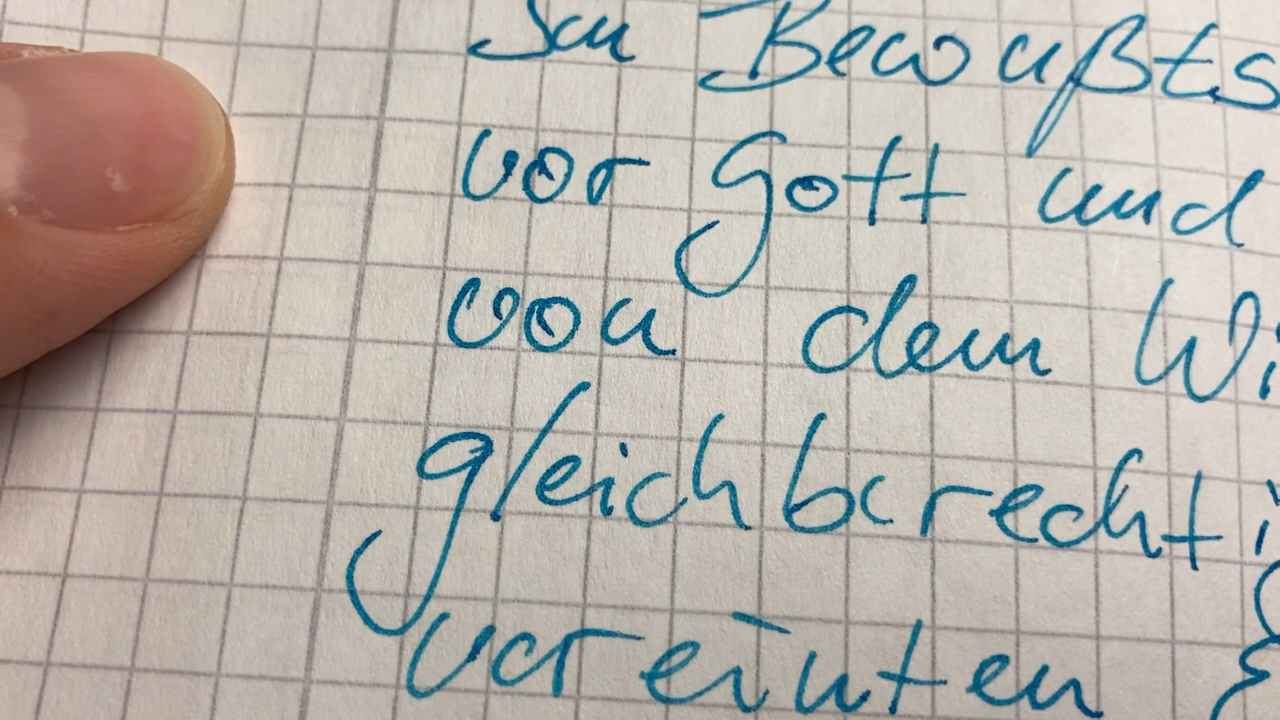 Im Bewußts
vor Gott und
von dem Wi
gleichberechti
vereinten E